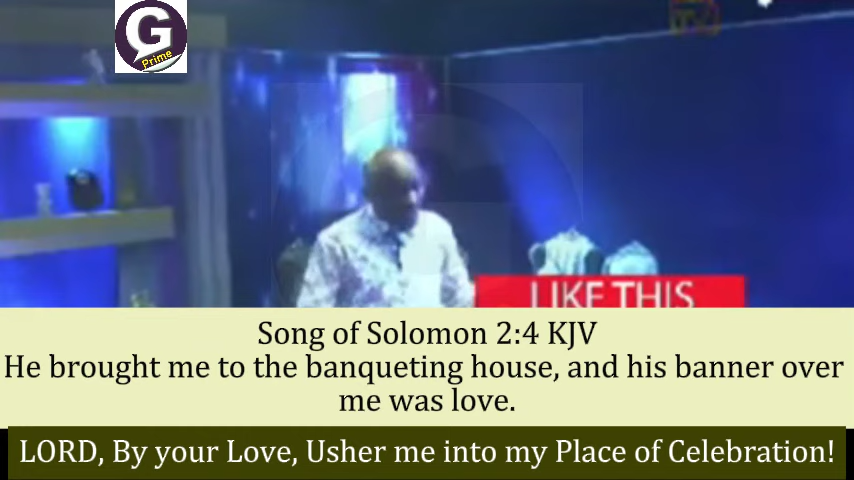 G
Prime
TV
LIKE THIS
Song of Solomon 2:4 KJV
He brought me to the banqueting house, and his banner over
me was love.
LORD, By your Love, Usher me into my Place of Celebration!